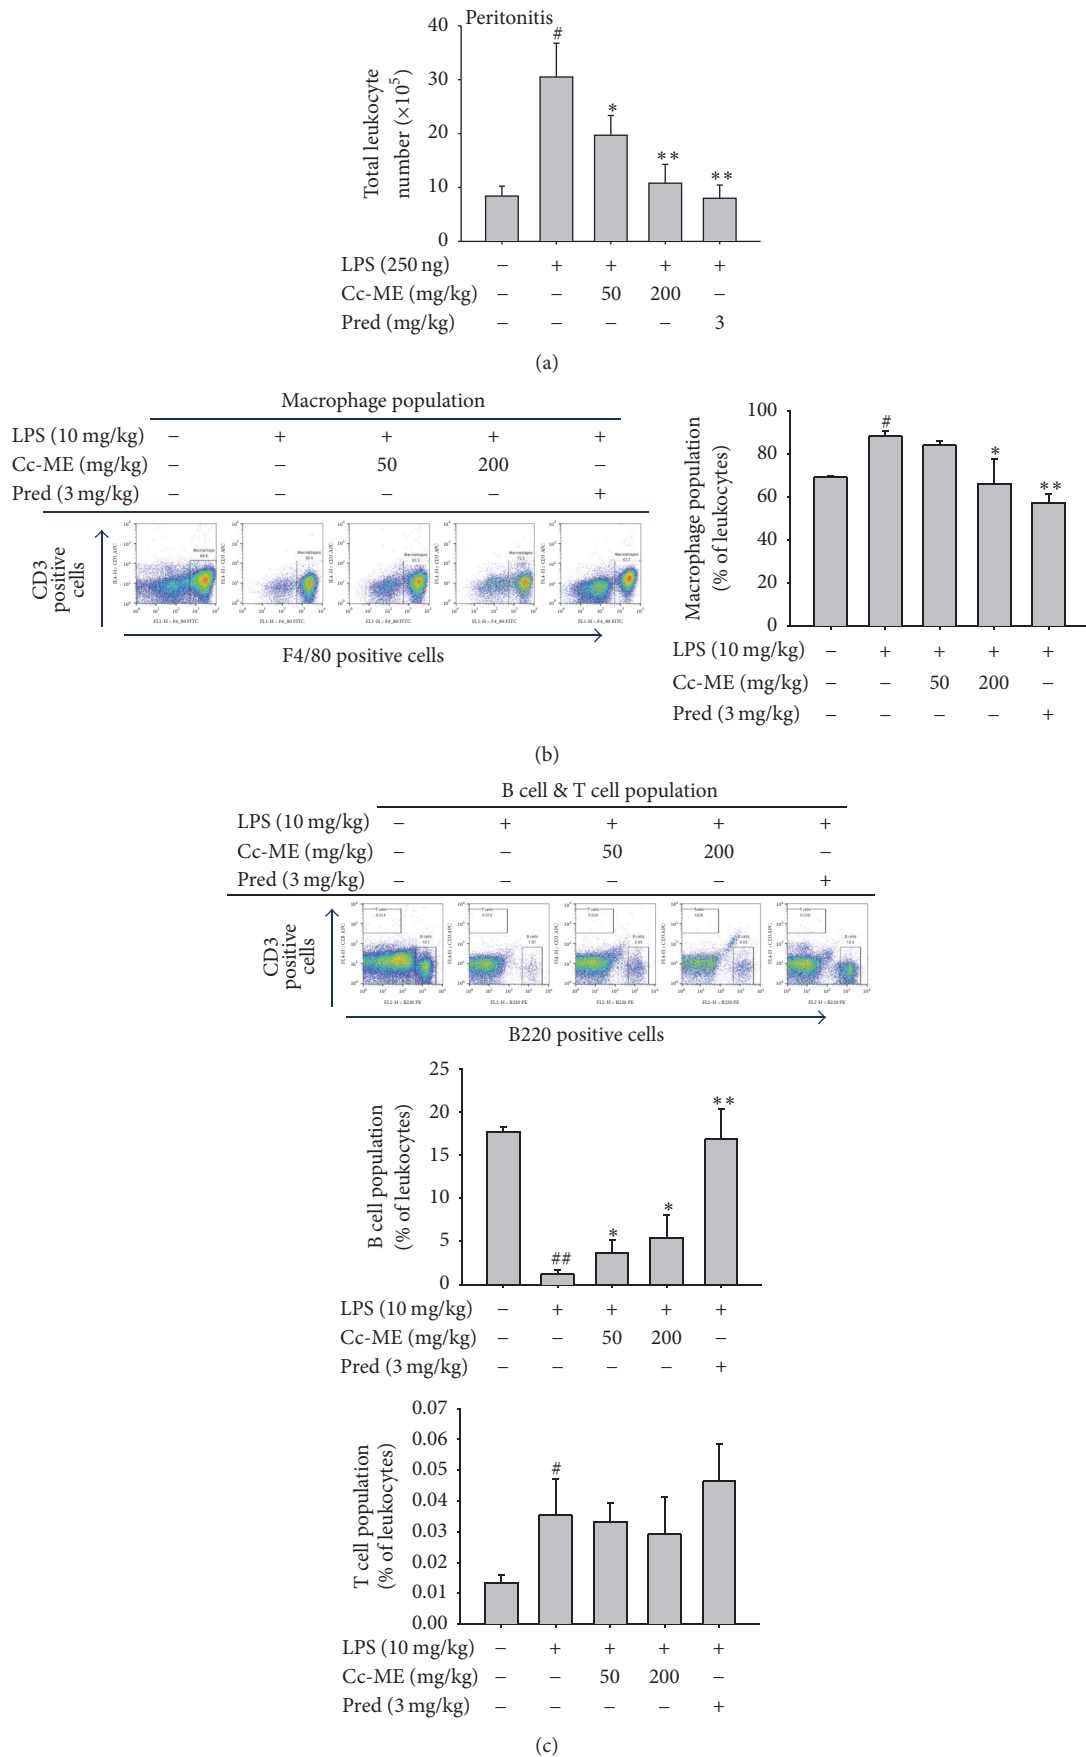 Peritonitis
Total leukocyte
number (×10⁵)
40
30
20
10
0
#
*
**
**
LPS (250 ng) − + + + +
Cc-ME (mg/kg) − − 50 200 −
Pred (mg/kg) − − − − 3
(a)
Macrophage population
LPS (10 mg/kg) − + + + +
Cc-ME (mg/kg) − − 50 200 −
Pred (3 mg/kg) − − − − +
CD3
positive
cells
F4/80 positive cells
Macrophage population
(% of leukocytes)
100
80
60
40
20
0
#
*
**
LPS (10 mg/kg) − + + + +
Cc-ME (mg/kg) − − 50 200 −
Pred (3 mg/kg) − − − − +
(b)
B cell & T cell population
LPS (10 mg/kg) − + + + +
Cc-ME (mg/kg) − − 50 200 −
Pred (3 mg/kg) − − − − +
CD3
positive
cells
B220 positive cells
B cell population
(% of leukocytes)
25
20
15
10
5
0
##
*
*
**
LPS (10 mg/kg) − + + + +
Cc-ME (mg/kg) − − 50 200 −
Pred (3 mg/kg) − − − − +
T cell population
(% of leukocytes)
0.07
0.06
0.05
0.04
0.03
0.02
0.01
0.00
#
LPS (10 mg/kg) − + + + +
Cc-ME (mg/kg) − − 50 200 −
Pred (3 mg/kg) − − − − +
(c)